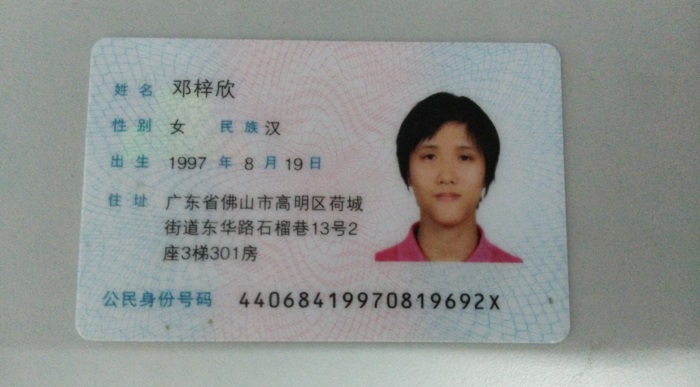 姓名 邓梓欣
性别 女 民族 汉
出生 1997 年 8 月 19 日
住址 广东省佛山市高明区荷城
街道东华路石榴巷13号2
座3梯301房
公民身份号码 44068419970819692X